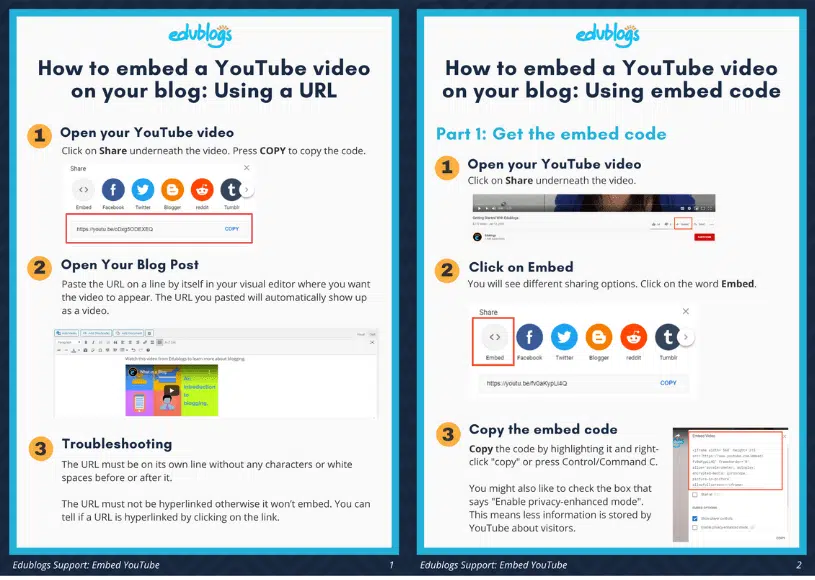 edublogs
How to embed a YouTube video
on your blog: Using a URL
1
Open your YouTube video
Click on Share underneath the video. Press COPY to copy the code.
Share
Embed Facebook Twitter Blogger reddit Tumblr
COPY
2
Open Your Blog Post
Paste the URL on a line by itself in your visual editor where you want
the video to appear. The URL you pasted will automatically show up
as a video.
Watch this video from Edublogs to learn more about blogging.
What is a Blog
An
introduction
to
blogging.
3
Troubleshooting
The URL must be on its own line without any characters or white
spaces before or after it.
The URL must not be hyperlinked otherwise it won't embed. You can
tell if a URL is hyperlinked by clicking on the link.
Edublogs Support: Embed YouTube
1
edublogs
How to embed a YouTube video
on your blog: Using embed code
Part 1: Get the embed code
1
Open your YouTube video
Click on Share underneath the video.
Getting Started With Edublogs
Edublogs
2
Click on Embed
You will see different sharing options. Click on the word Embed.
Share
Embed Facebook Twitter Blogger reddit Tumblr
COPY
3
Copy the embed code
Copy the code by highlighting it and right-
click "copy" or press Control/Command C.
You might also like to check the box that
says "Enable privacy-enhanced mode".
This means less information is stored by
YouTube about visitors.
Embed Video
COPY
Edublogs Support: Embed YouTube
2